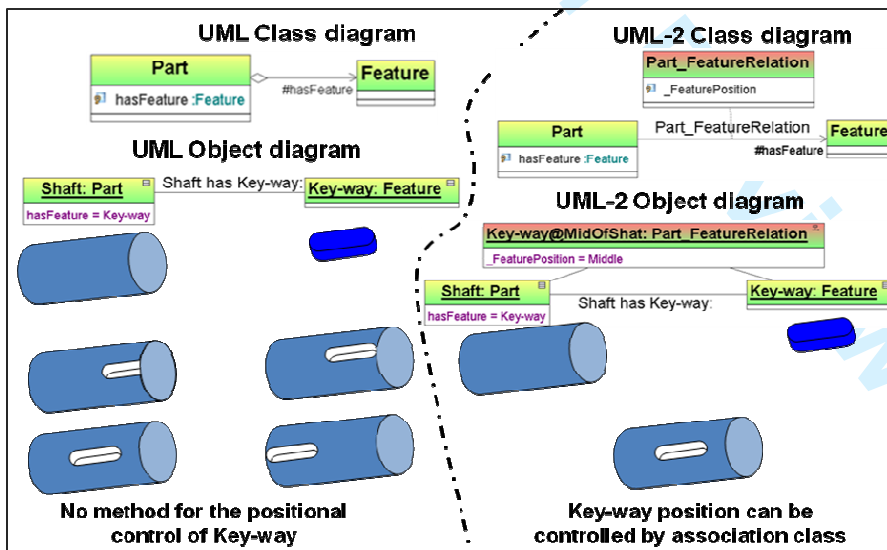 UML Class diagram
Part
hasFeature :Feature
#hasFeature
Feature
UML Object diagram
Shaft: Part
hasFeature = Key-way
Shaft has Key-way:
Key-way: Feature
No method for the positional
control of Key-way
UML-2 Class diagram
Part_FeatureRelation
_FeaturePosition
Part
hasFeature :Feature
Part_FeatureRelation
#hasFeature
Feature
UML-2 Object diagram
Key-way@MidOfShat: Part_FeatureRelation
_FeaturePosition = Middle
Shaft: Part
hasFeature = Key-way
Shaft has Key-way:
Key-way: Feature
Key-way position can be
controlled by association class